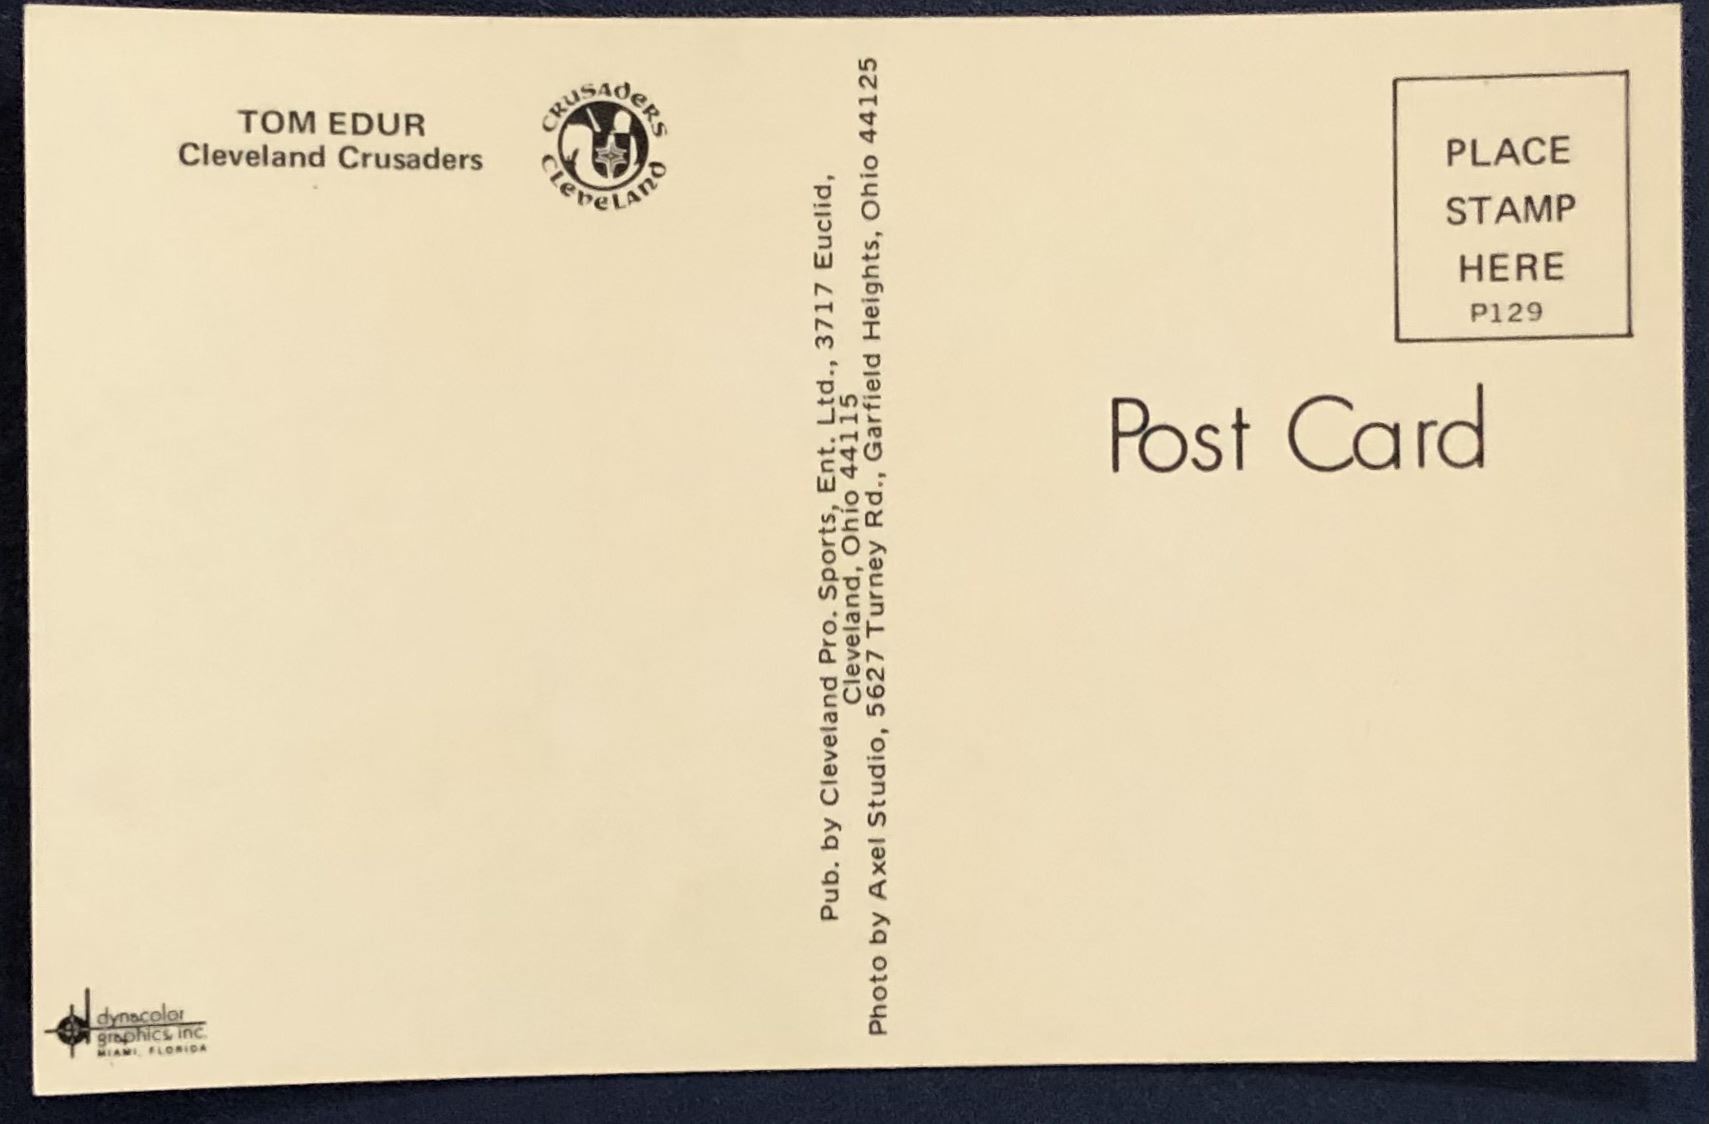 TOM EDUR
Cleveland Crusaders
CRUSADERS
CLEVELAND
Pub. by Cleveland Pro. Sports, Ent. Ltd., 3717 Euclid,
Cleveland, Ohio 44115
Photo by Axel Studio, 5627 Turney Rd., Garfield Heights, Ohio 44125
PLACE
STAMP
HERE
P129
Post Card
dynacolor
graphics, inc.
MIAMI, FLORIDA